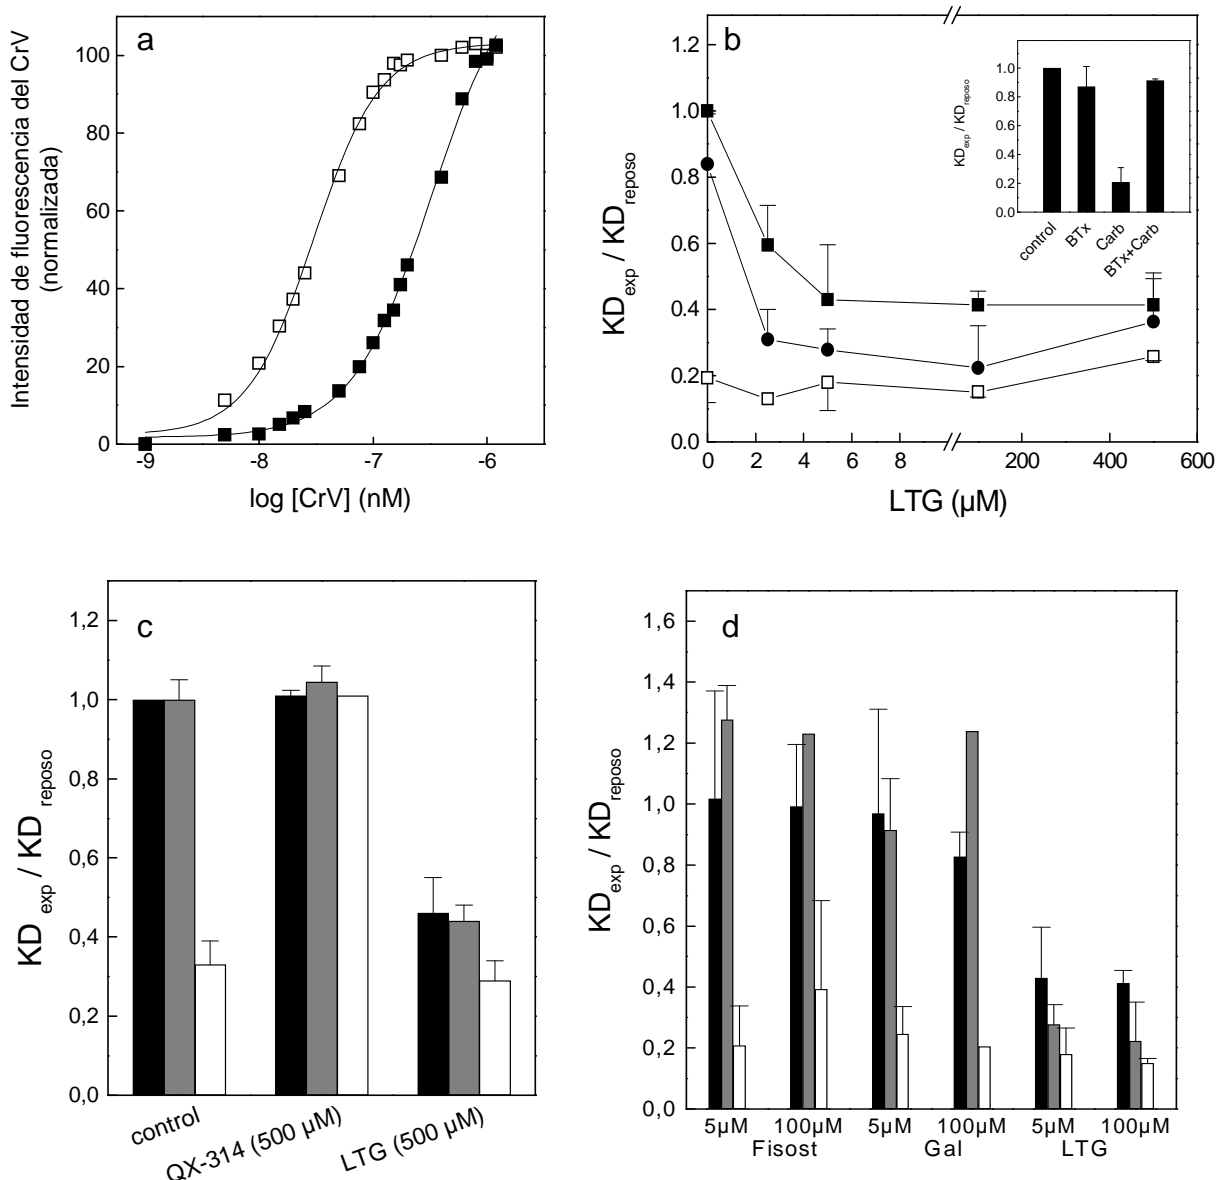 a
Intensidad de fluorescencia del CrV
(normalizada)
100
80
60
40
20
0
-9
-8
-7
-6
log [CrV] (nM)
b
KDexp / KDreposo
1.2
1.0
0.8
0.6
0.4
0.2
0.0
0
2
4
6
8
200
400
600
LTG (µM)
KDexp / KDreposo
1.0
0.8
0.6
0.4
0.2
0.0
control
BTx
Carb
BTx+Carb
c
KD exp / KD reposo
1,2
1,0
0,8
0,6
0,4
0,2
0,0
control
QX-314 (500 µM)
LTG (500 µM)
d
KDexp / KDreposo
1,6
1,4
1,2
1,0
0,8
0,6
0,4
0,2
0,0
5µM 100µM 5µM 100µM 5µM 100µM
Fisost Gal LTG